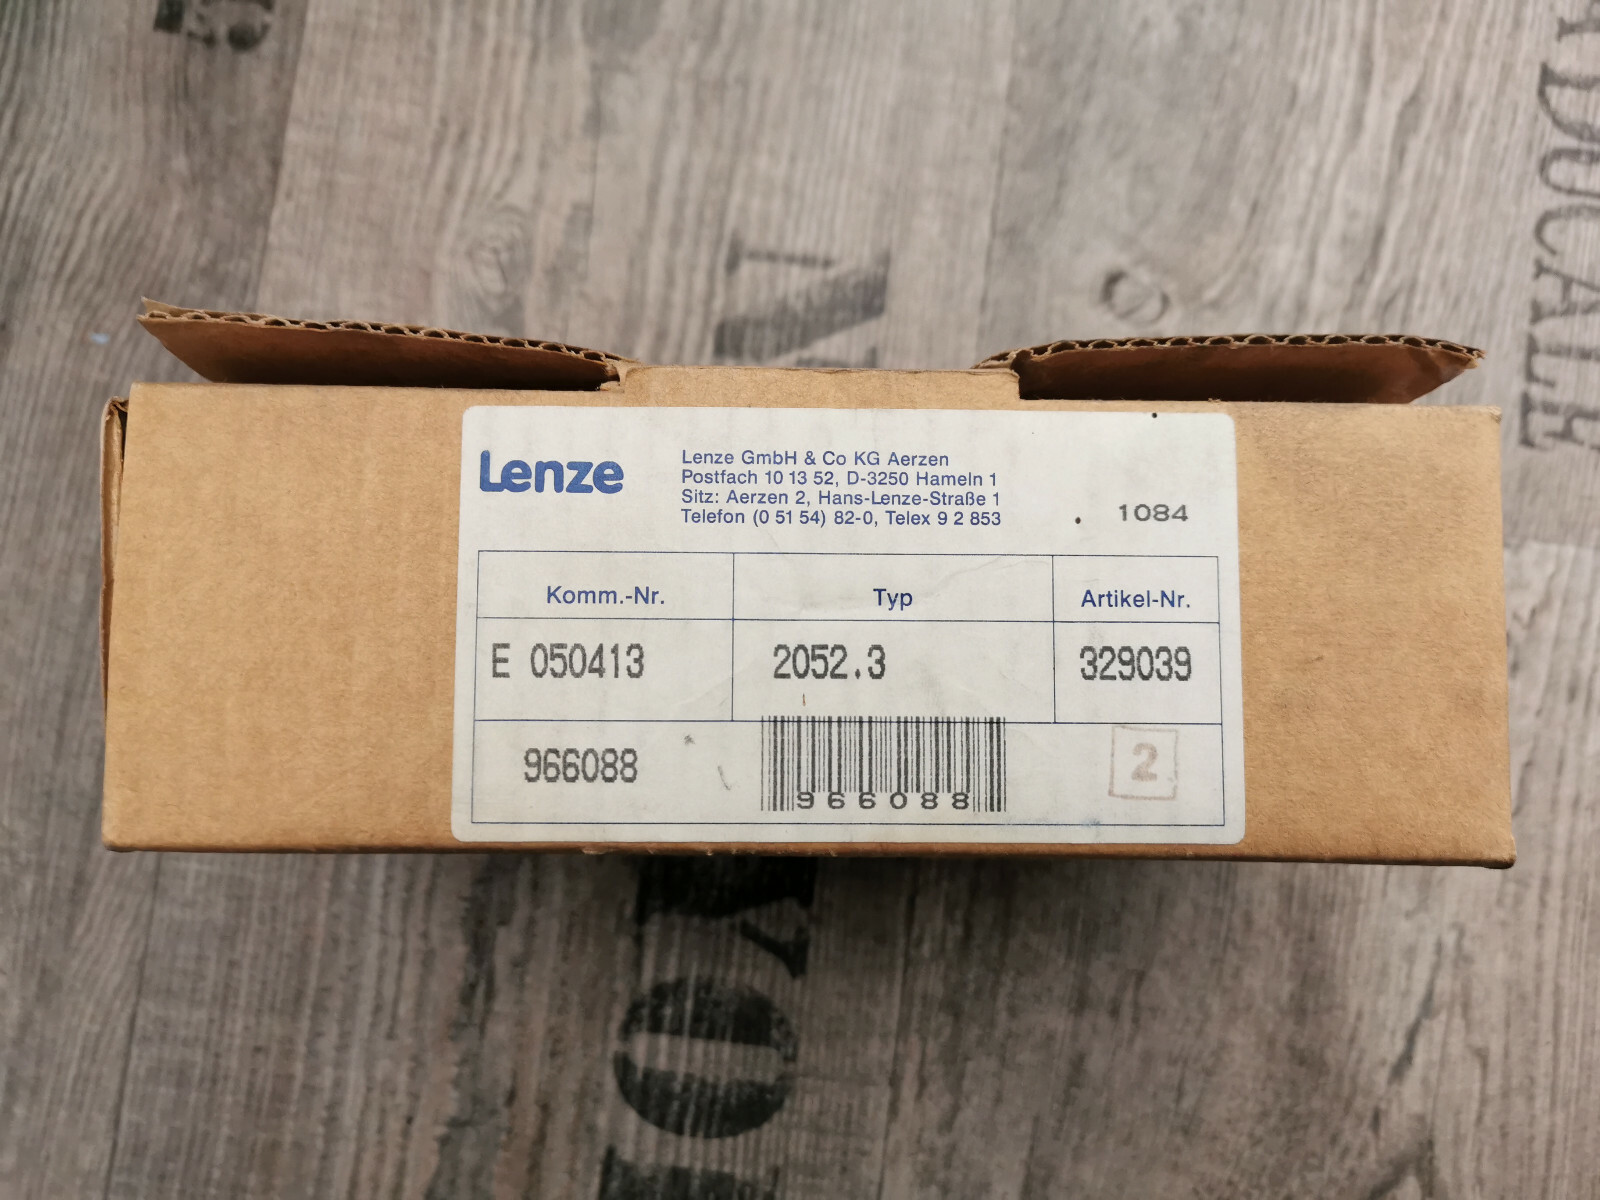 Lenze
Lenze GmbH & Co KG Aerzen
Postfach 10 13 52, D-3250 Hameln 1
Sitz: Aerzen 2, Hans-Lenze-Straße 1
Telefon (0 51 54) 82-0, Telex 9 2 853
1084
Komm.-Nr. Typ Artikel-Nr.
E 050413 2052.3 329039
966088
966088
2